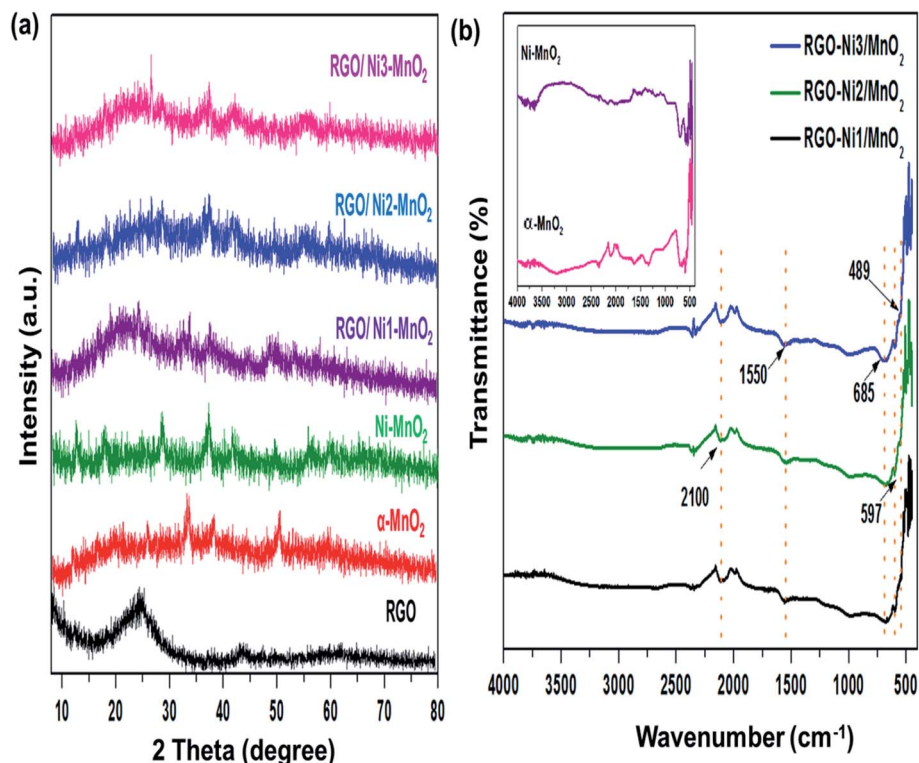 (a)
RGO/ Ni3-MnO₂
RGO/ Ni2-MnO₂
RGO/ Ni1-MnO₂
Ni-MnO₂
α-MnO₂
RGO
Intensity (a.u.)
10 20 30 40 50 60 70 80
2 Theta (degree)
(b)
Ni-MnO₂
α-MnO₂
4000 3500 3000 2500 2000 1500 1000 500
RGO-Ni3/MnO₂
RGO-Ni2/MnO₂
RGO-Ni1/MnO₂
489
1550
685
2100
597
Transmittance (%)
4000 3500 3000 2500 2000 1500 1000 500
Wavenumber (cm⁻¹)